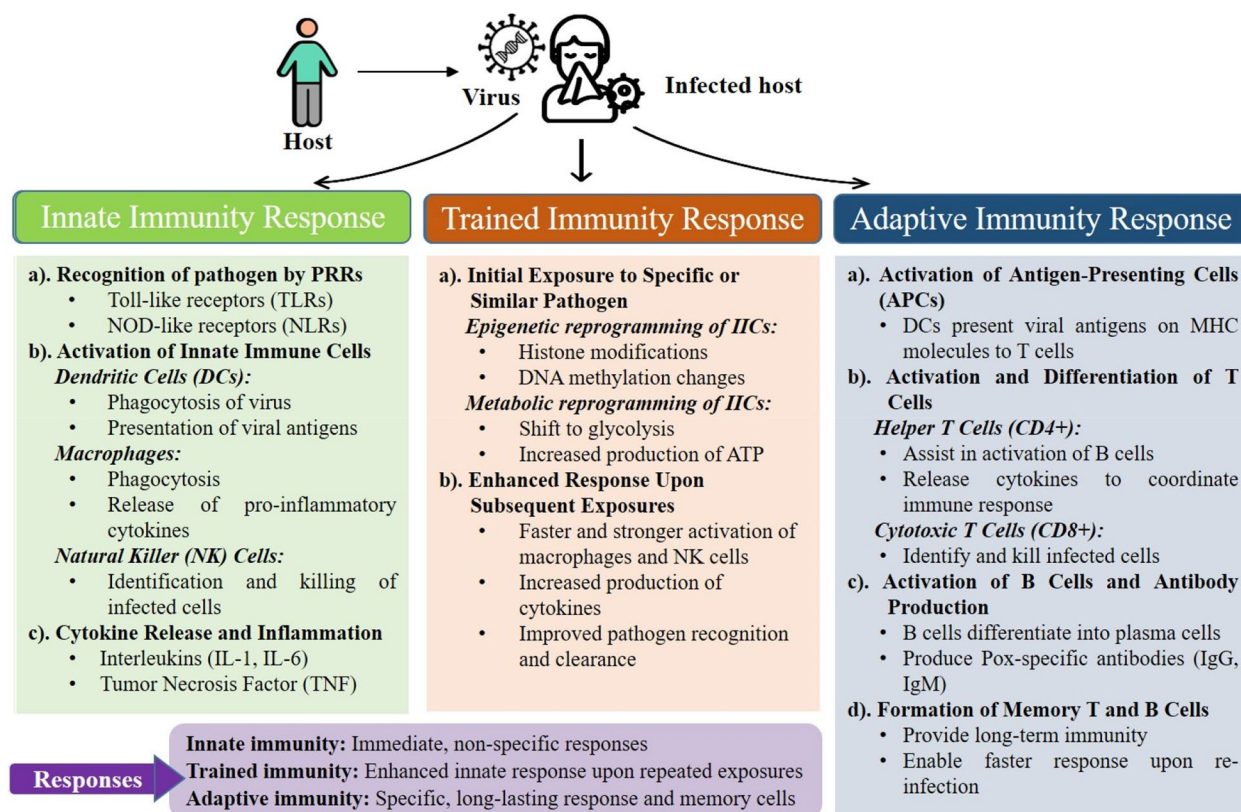 Host
Virus
Infected host
Innate Immunity Response
a). Recognition of pathogen by PRRs
• Toll-like receptors (TLRs)
• NOD-like receptors (NLRs)
b). Activation of Innate Immune Cells
Dendritic Cells (DCs):
• Phagocytosis of virus
• Presentation of viral antigens
Macrophages:
• Phagocytosis
• Release of pro-inflammatory
cytokines
Natural Killer (NK) Cells:
• Identification and killing of
infected cells
c). Cytokine Release and Inflammation
• Interleukins (IL-1, IL-6)
• Tumor Necrosis Factor (TNF)
Trained Immunity Response
a). Initial Exposure to Specific or
Similar Pathogen
Epigenetic reprogramming of IICs:
• Histone modifications
• DNA methylation changes
Metabolic reprogramming of IICs:
• Shift to glycolysis
• Increased production of ATP
b). Enhanced Response Upon
Subsequent Exposures
• Faster and stronger activation of
macrophages and NK cells
• Increased production of
cytokines
• Improved pathogen recognition
and clearance
Adaptive Immunity Response
a). Activation of Antigen-Presenting Cells
(APCs)
• DCs present viral antigens on MHC
molecules to T cells
b). Activation and Differentiation of T
Cells
Helper T Cells (CD4+):
• Assist in activation of B cells
• Release cytokines to coordinate
immune response
Cytotoxic T Cells (CD8+):
• Identify and kill infected cells
c). Activation of B Cells and Antibody
Production
• B cells differentiate into plasma cells
• Produce Pox-specific antibodies (IgG,
IgM)
d). Formation of Memory T and B Cells
• Provide long-term immunity
• Enable faster response upon re-
infection
Responses
Innate immunity: Immediate, non-specific responses
Trained immunity: Enhanced innate response upon repeated exposures
Adaptive immunity: Specific, long-lasting response and memory cells